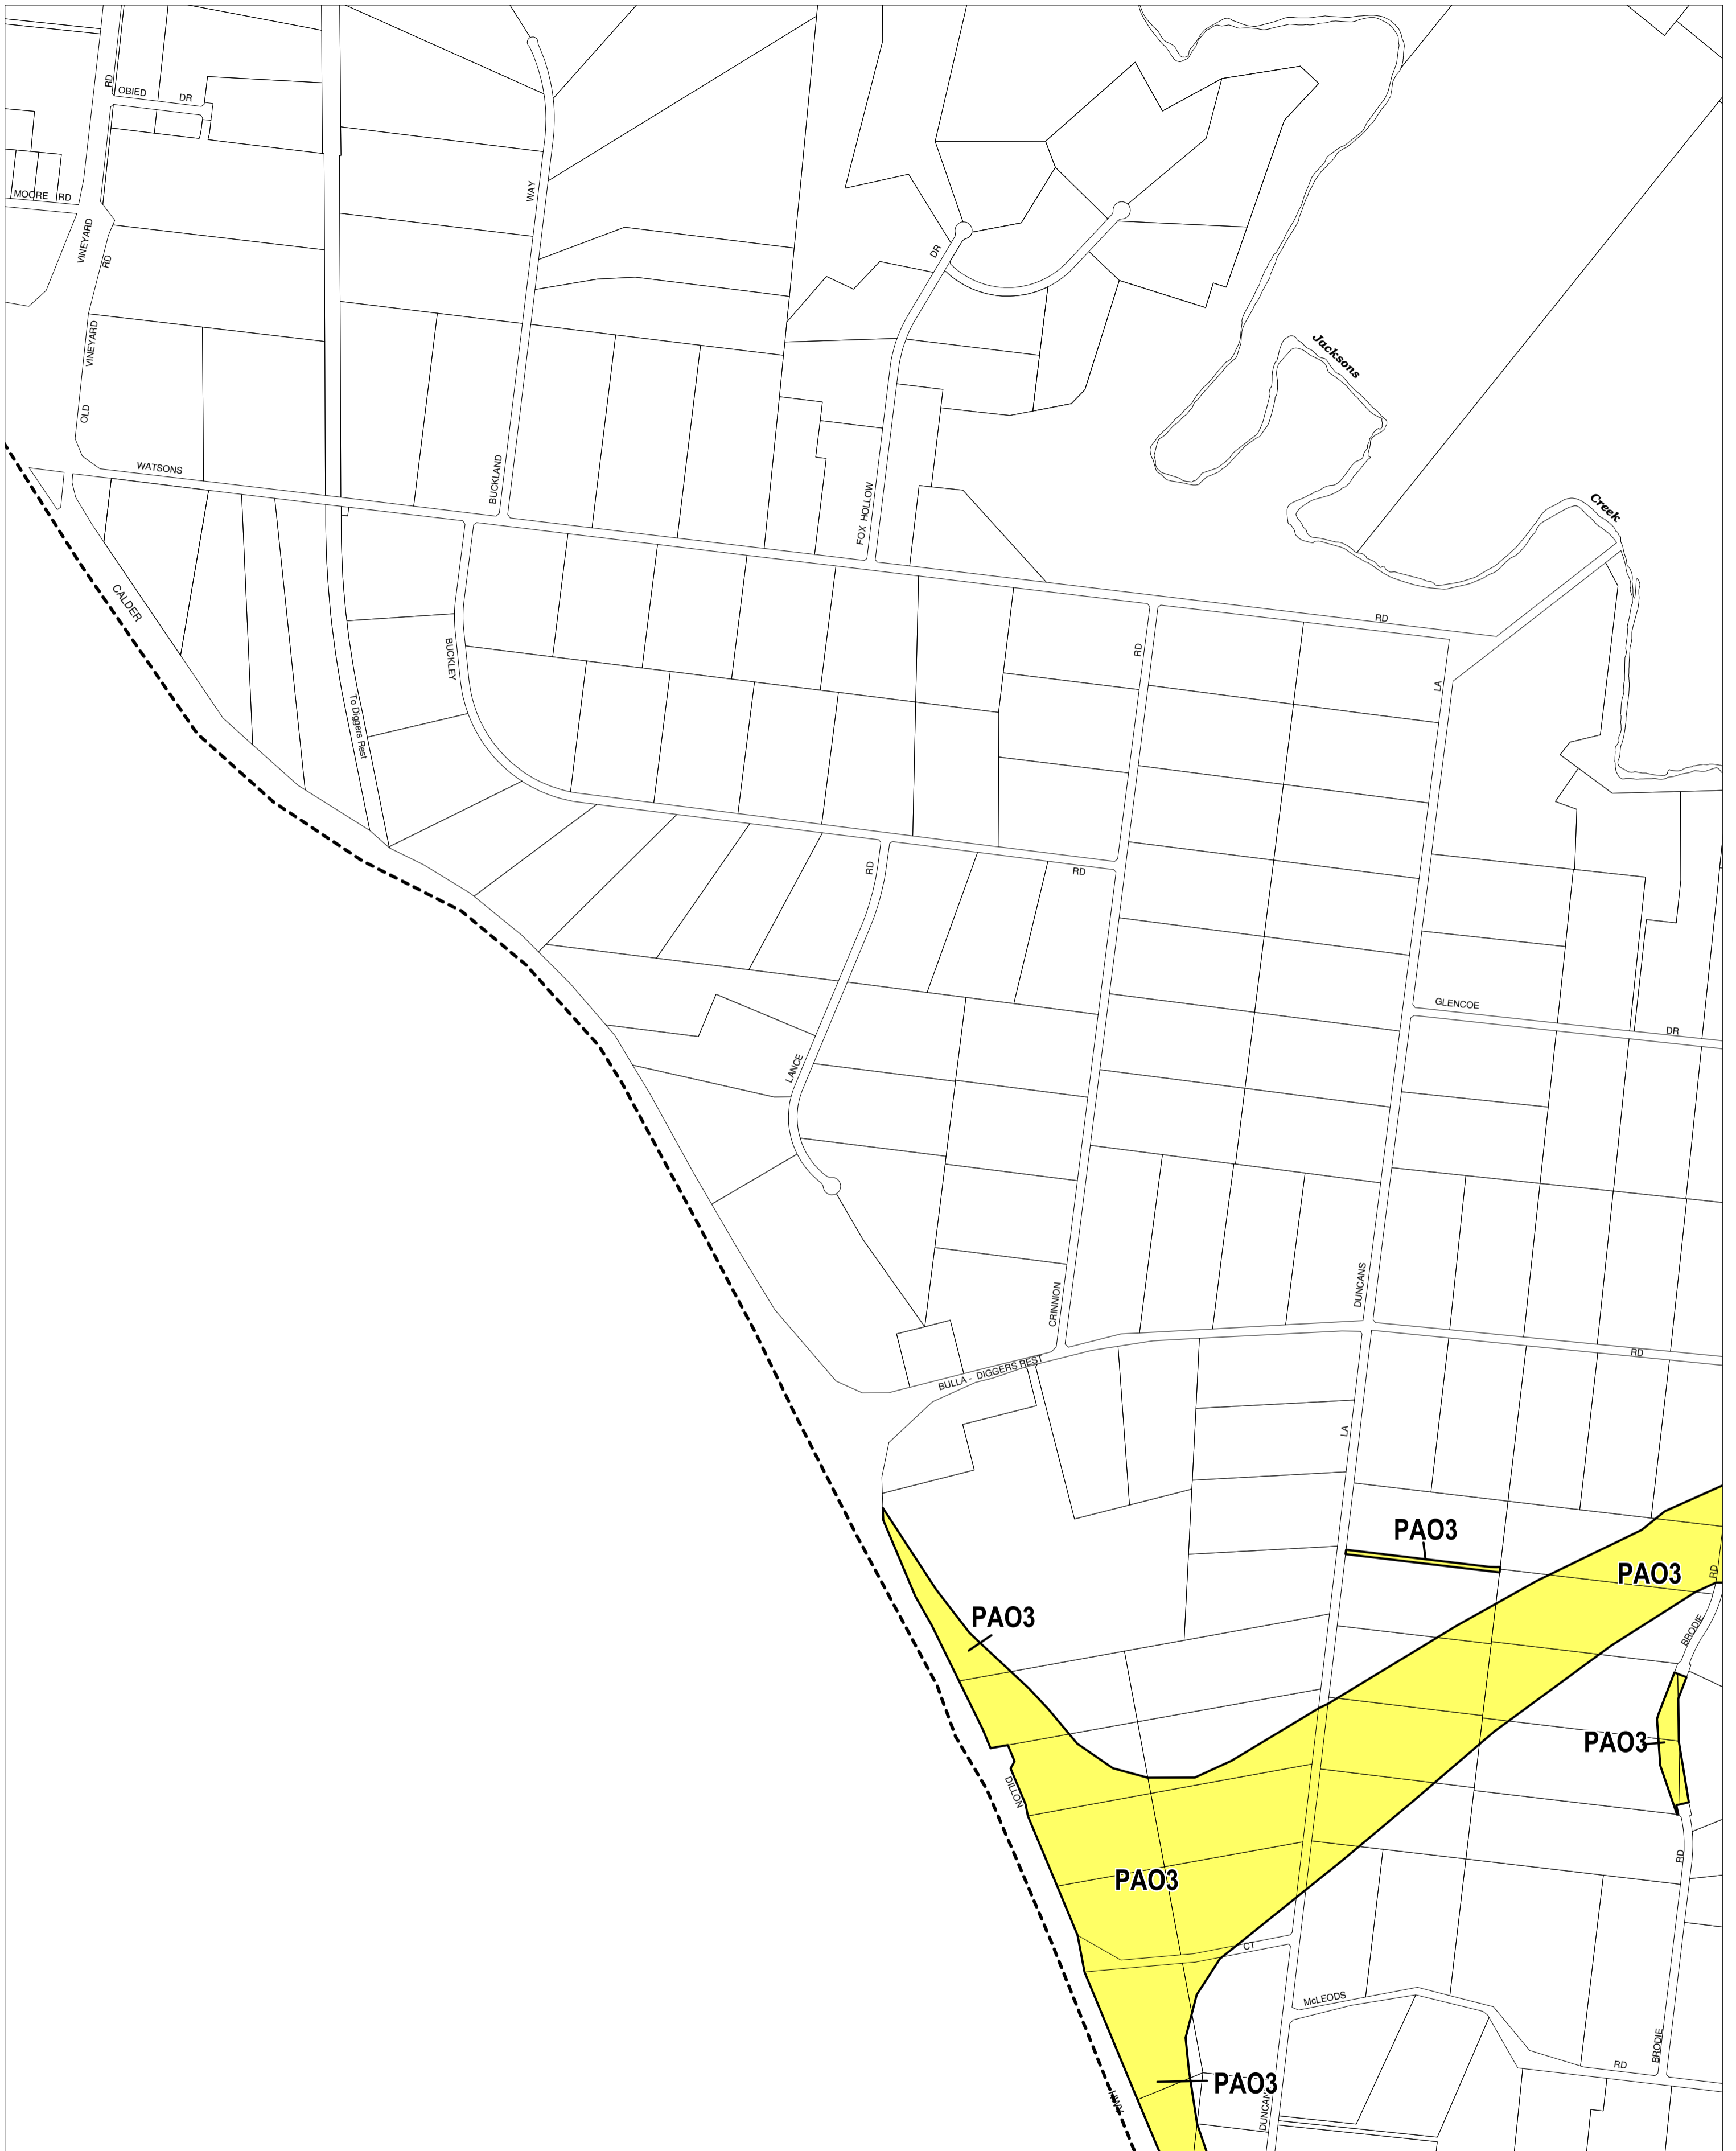 RD
OBIED DR
MOORE RD
VINEYARD
RD
WAY
DR
VINEYARD
OLD
WATSONS
BUCKLAND
FOX HOLLOW
Jacksons
Creek
CALDER
BUCKLEY
To Diggers Rest
RD
RD
LA
RD
RD
LANCE
GLENCOE
DR
CRINNION
DUNCANS
BULLA - DIGGERS REST
RD
LA
PAO3
PAO3
RD
PAO3
BRODIE
PAO3
DILLON
RD
PAO3
CT
McLEODS
BRODIE
RD
PAO3
HWY
DUNCAN